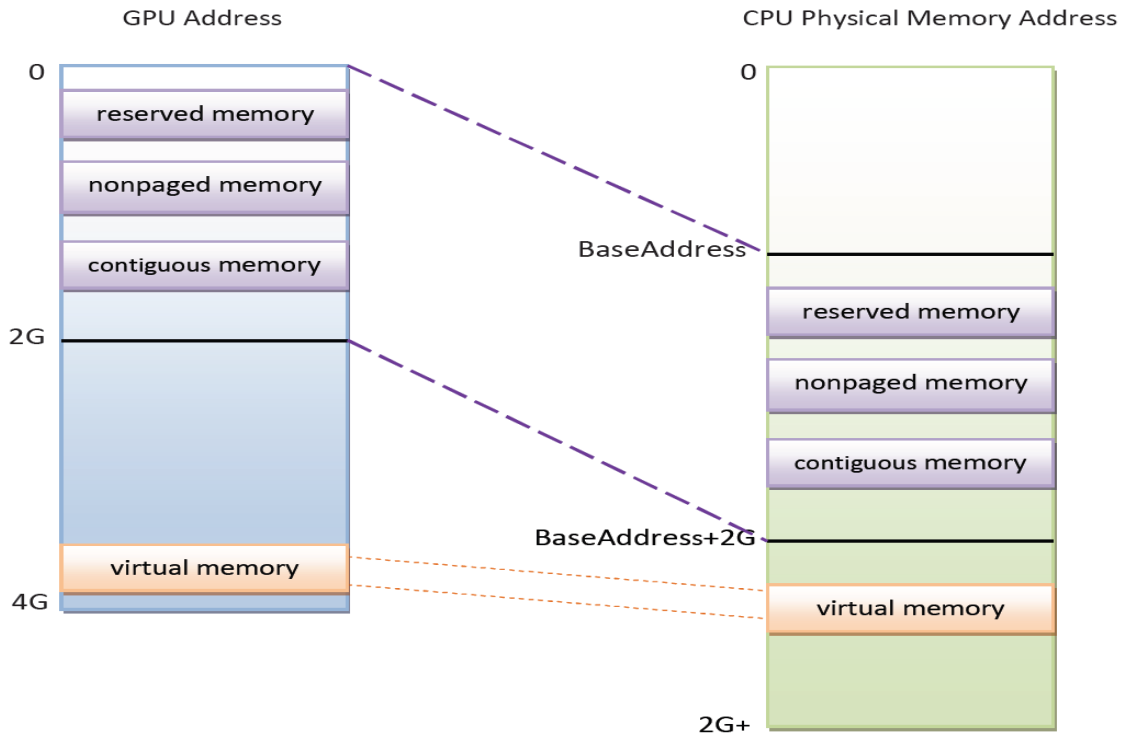 GPU Address
0
reserved memory
nonpaged memory
contiguous memory
2G
virtual memory
4G
CPU Physical Memory Address
0
BaseAddress
reserved memory
nonpaged memory
contiguous memory
BaseAddress+2G
virtual memory
2G+